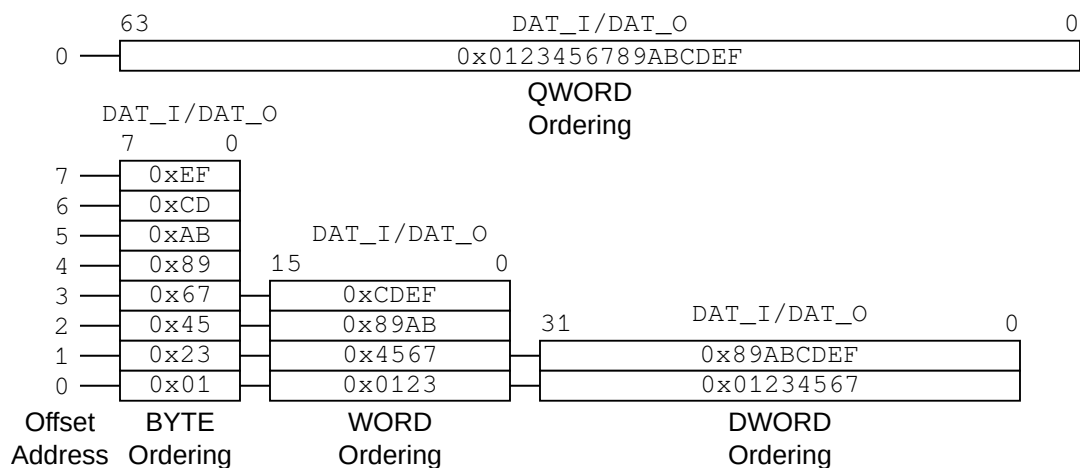 63 DAT_I/DAT_O 0
0 0x0123456789ABCDEF
QWORD
Ordering
DAT_I/DAT_O
7 0
7 0xEF
6 0xCD
5 0xAB
DAT_I/DAT_O
4 0x89 15 0
3 0x67 0xCDEF
2 0x45 0x89AB 31 DAT_I/DAT_O 0
1 0x23 0x4567 0x89ABCDEF
0 0x01 0x0123 0x01234567
Offset BYTE WORD DWORD
Address Ordering Ordering Ordering